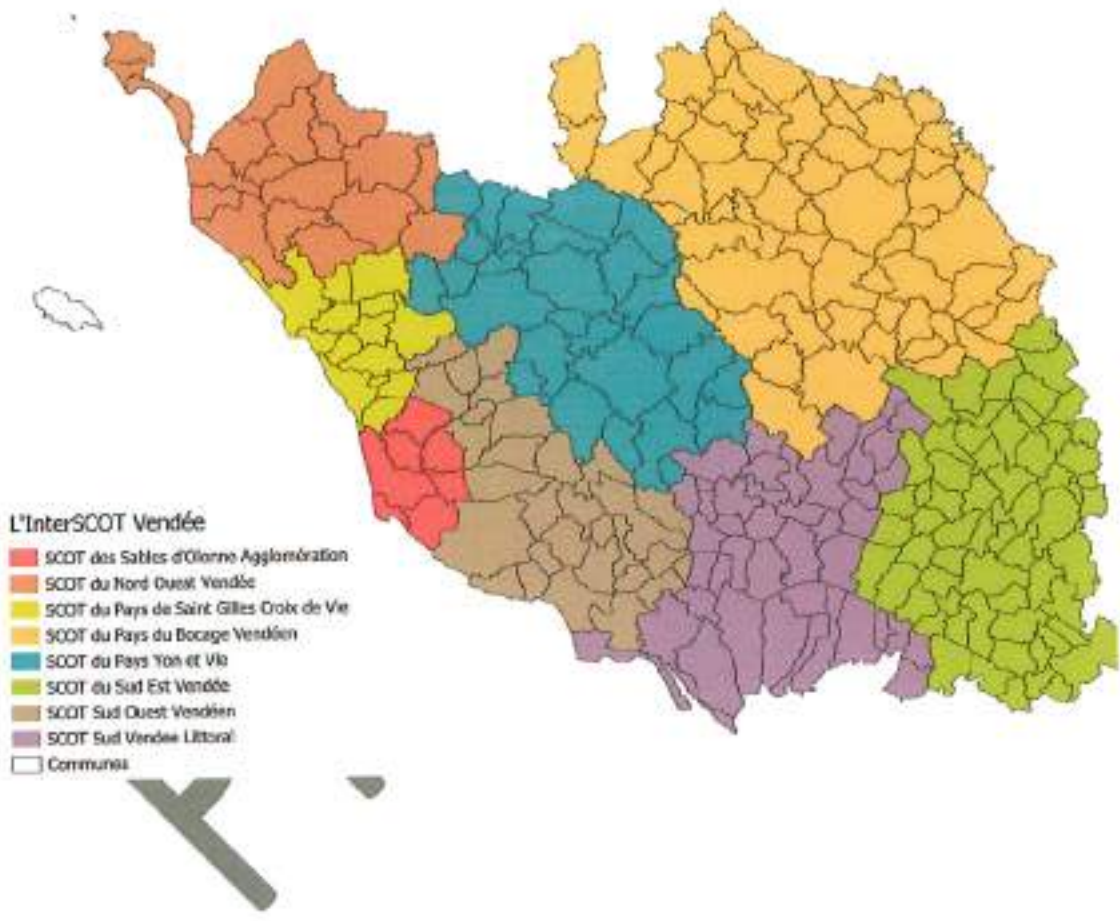 L'InterSCOT Vendée
SCOT des Sables d'Olonne Agglomération
SCOT du Nord Ouest Vendée
SCOT du Pays de Saint Gilles Croix de Vie
SCOT du Pays du Bocage Vendéen
SCOT du Pays Yon et Vie
SCOT du Sud Est Vendée
SCOT Sud Ouest Vendéen
SCOT Sud Vendée Littoral
Communes